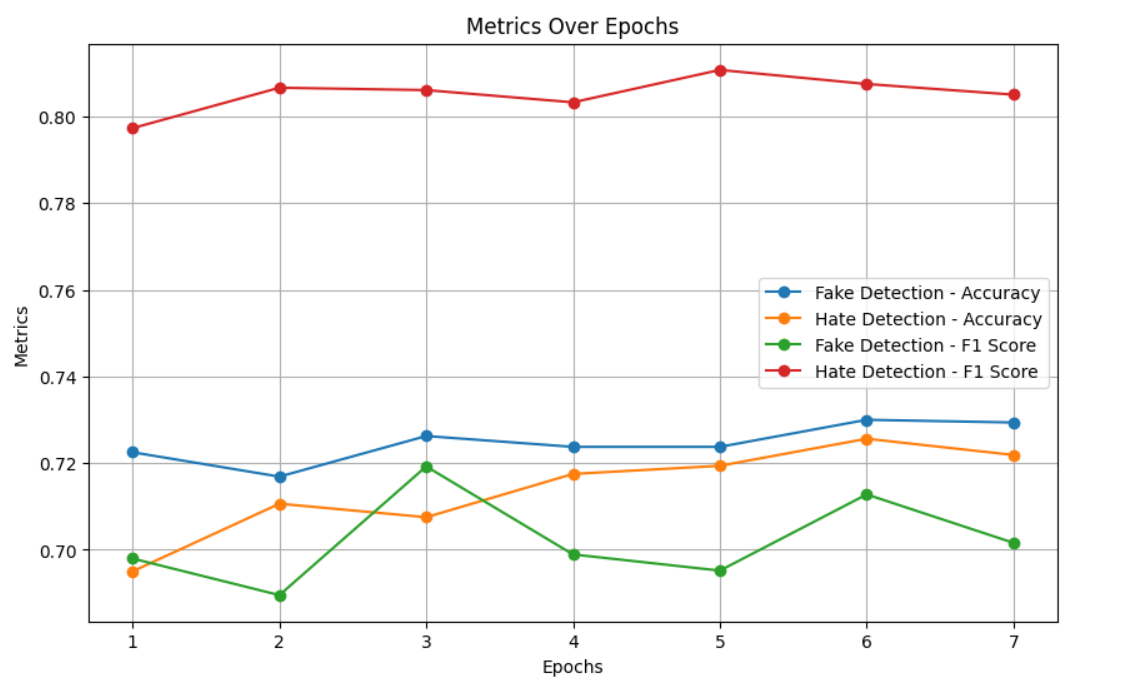 Metrics Over Epochs
Metrics
0.80
0.78
0.76
0.74
0.72
0.70
Fake Detection - Accuracy
Hate Detection - Accuracy
Fake Detection - F1 Score
Hate Detection - F1 Score
1 2 3 4 5 6 7
Epochs